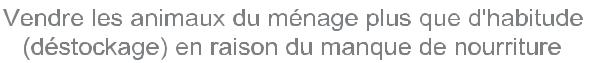 Vendre les animaux du ménage plus que d'habitude
(déstockage) en raison du manque de nourriture